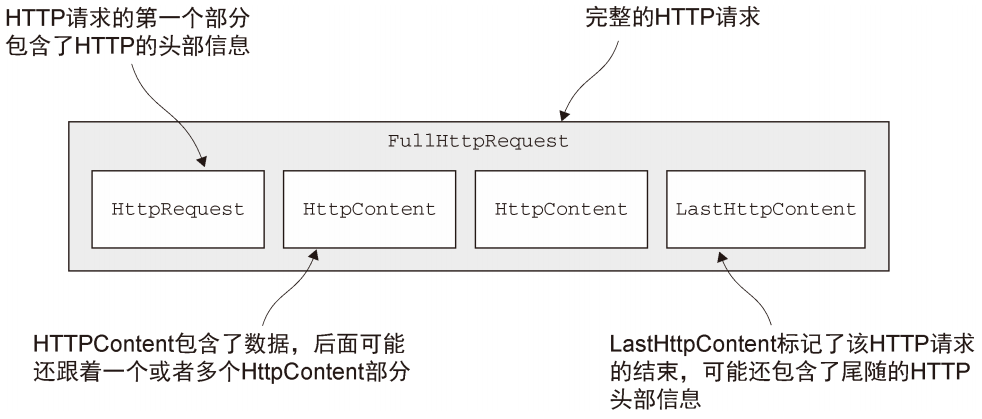 HTTP请求的第一个部分
包含了HTTP的头部信息
完整的HTTP请求
FullHttpRequest
HttpRequest
HttpContent
HttpContent
LastHttpContent
HTTPContent包含了数据，后面可能
还跟着一个或者多个HttpContent部分
LastHttpContent标记了该HTTP请求
的结束，可能还包含了尾随的HTTP
头部信息